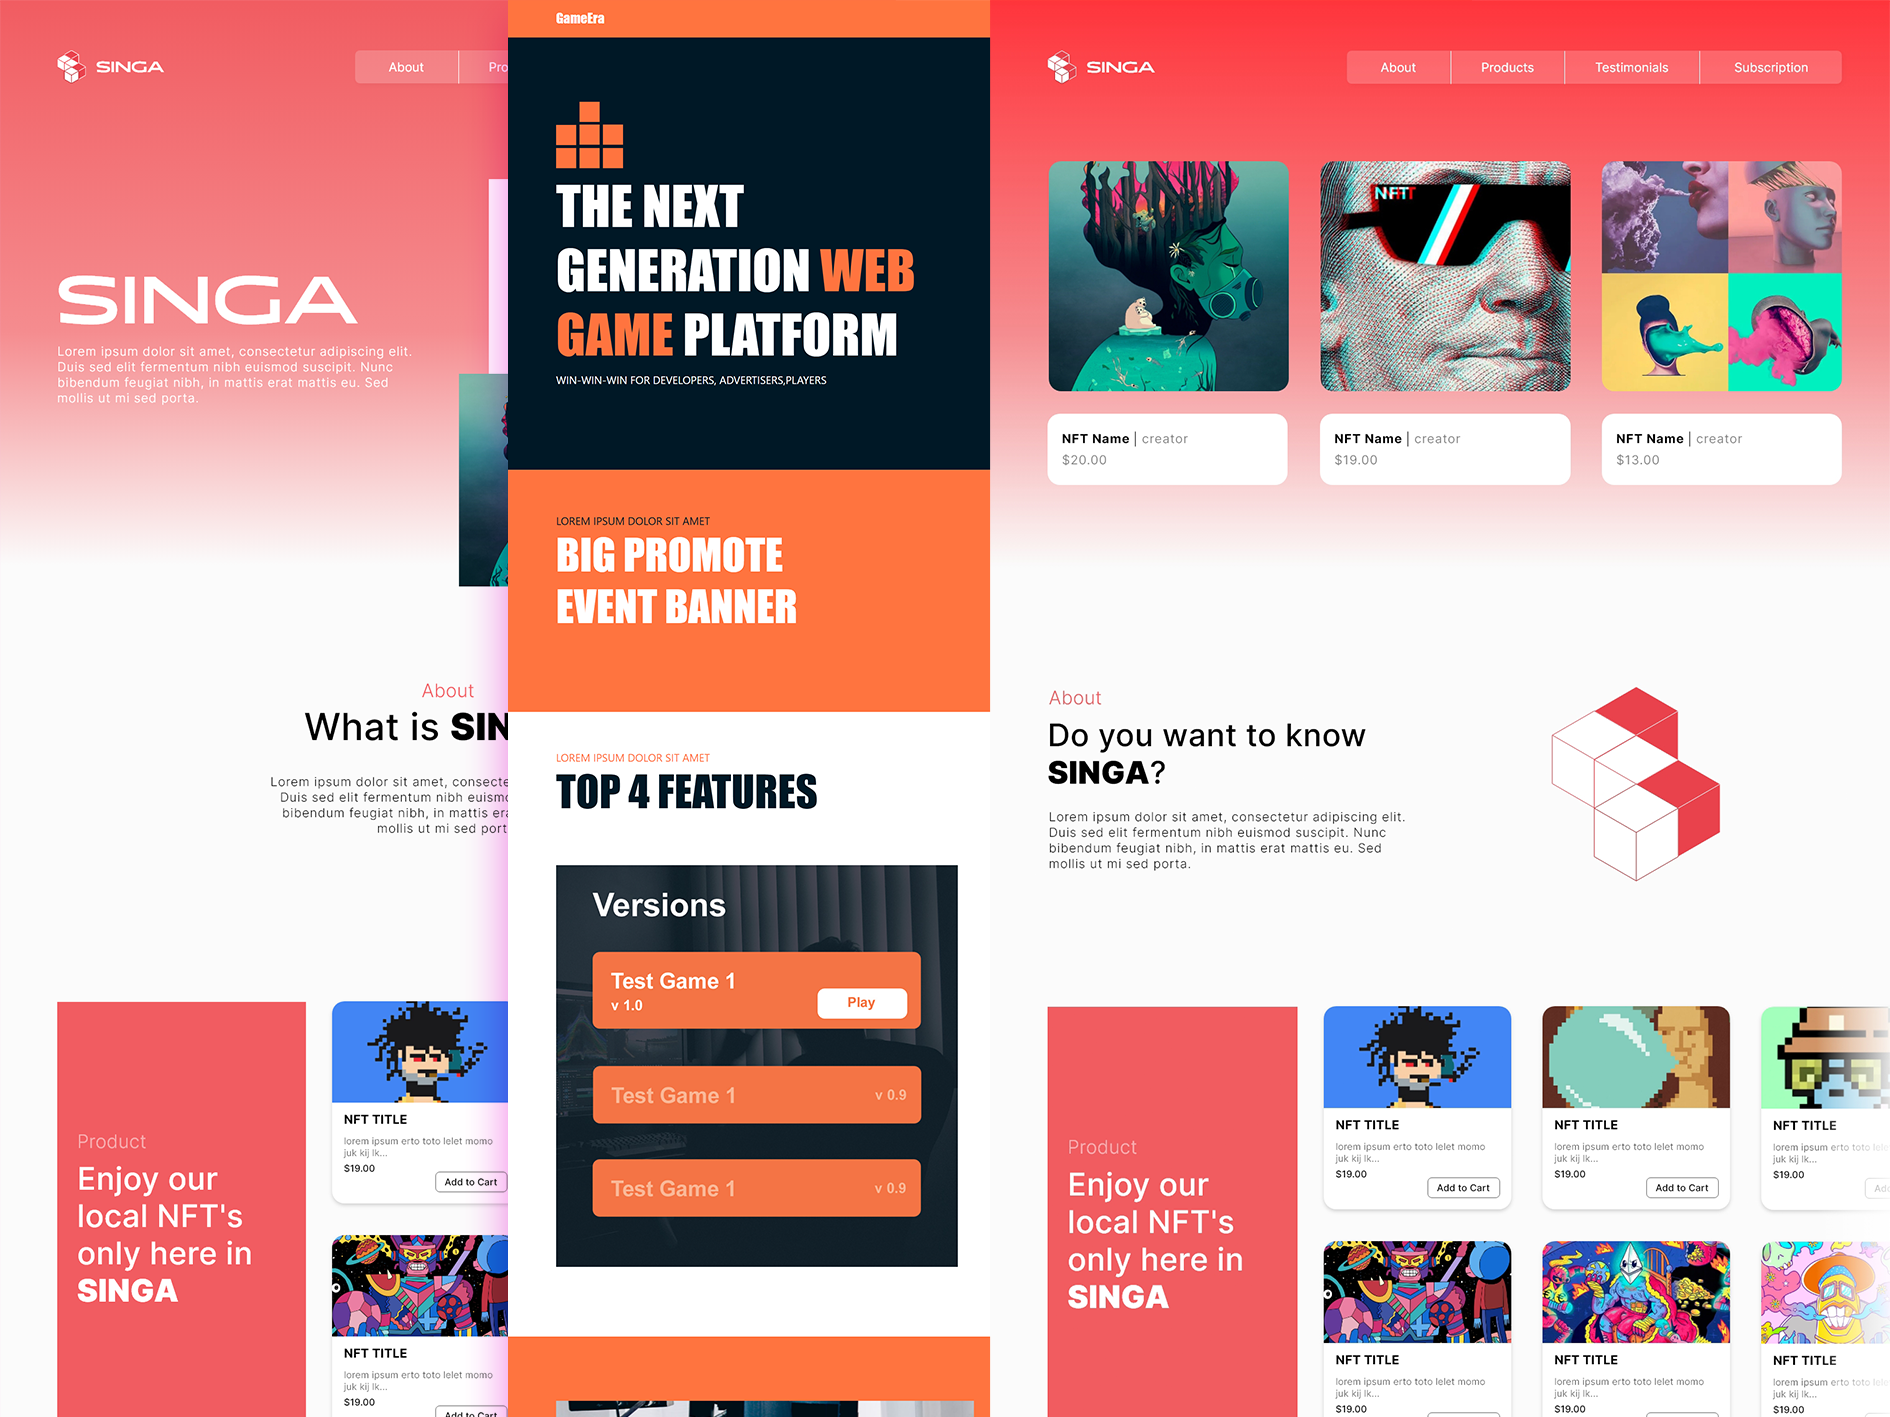 SINGA
About
SINGA
Lorem ipsum dolor sit amet, consectetur adipiscing elit.
Duis sed elit fermentum nibh euismod suscipit. Nunc
bibendum feugiat nibh, in mattis erat mattis eu. Sed
mollis ut mi sed porta.
About
What is
Lorem ipsum dolor sit amet,
Duis sed elit fermentum nibh
bibendum feugiat nibh, in mattis
mollis ut mi sed
Product
Enjoy our
local NFT's
only here in
SINGA
NFT TITLE
lorem ipsum erto toto lelet momo
juk kij lk...
$19.00
Add to Cart
NFT TITLE
lorem ipsum erto toto lelet momo
juk kij lk...
$19.00
Add to Cart
GameEra
THE NEXT
GENERATION WEB
GAME PLATFORM
WIN-WIN-WIN FOR DEVELOPERS, ADVERTISERS,PLAYERS
LOREM IPSUM DOLOR SIT AMET
BIG PROMOTE
EVENT BANNER
LOREM IPSUM DOLOR SIT AMET
TOP 4 FEATURES
Versions
Test Game 1
v 1.0
Play
Test Game 1
v 0.9
Test Game 1
v 0.9
SINGA
About
Products
Testimonials
Subscription
NFT
NFT Name | creator
$20.00
NFT Name | creator
$19.00
NFT Name | creator
$13.00
About
Do you want to know
SINGA?
Lorem ipsum dolor sit amet, consectetur adipiscing elit.
Duis sed elit fermentum nibh euismod suscipit. Nunc
bibendum feugiat nibh, in mattis erat mattis eu. Sed
mollis ut mi sed porta.
Product
Enjoy our
local NFT's
only here in
SINGA
NFT TITLE
lorem ipsum erto toto lelet momo
juk kij lk...
$19.00
Add to Cart
NFT TITLE
lorem ipsum erto toto lelet momo
juk kij lk...
$19.00
Add to Cart
NFT TITLE
lorem ipsum erto toto
juk kij lk...
$19.00
NFT TITLE
lorem ipsum erto toto lelet momo
juk kij lk...
$19.00
NFT TITLE
lorem ipsum erto toto lelet momo
juk kij lk...
$19.00
NFT TITLE
lorem ipsum erto toto
juk kij lk...
$19.00